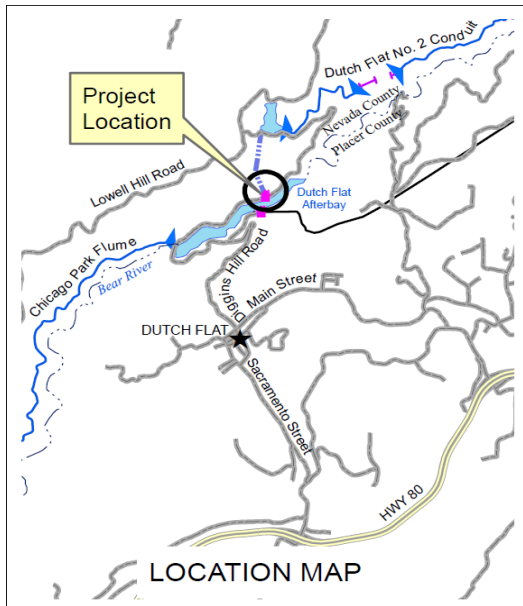 Dutch Flat No. 2 Conduit
Project
Location
Nevada County
Placer County
Lowell Hill Road
Dutch Flat
Afterbay
Chicago Park Flume
Bear River
Diggins Hill Road
Main Street
DUTCH FLAT
Sacramento Street
HWY 80
LOCATION MAP